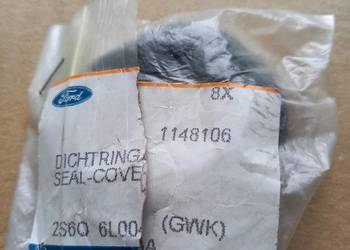 Ford
8X
1148106
DICHTRING
SEAL-COVE
2S6Q 6L004 (GWK)